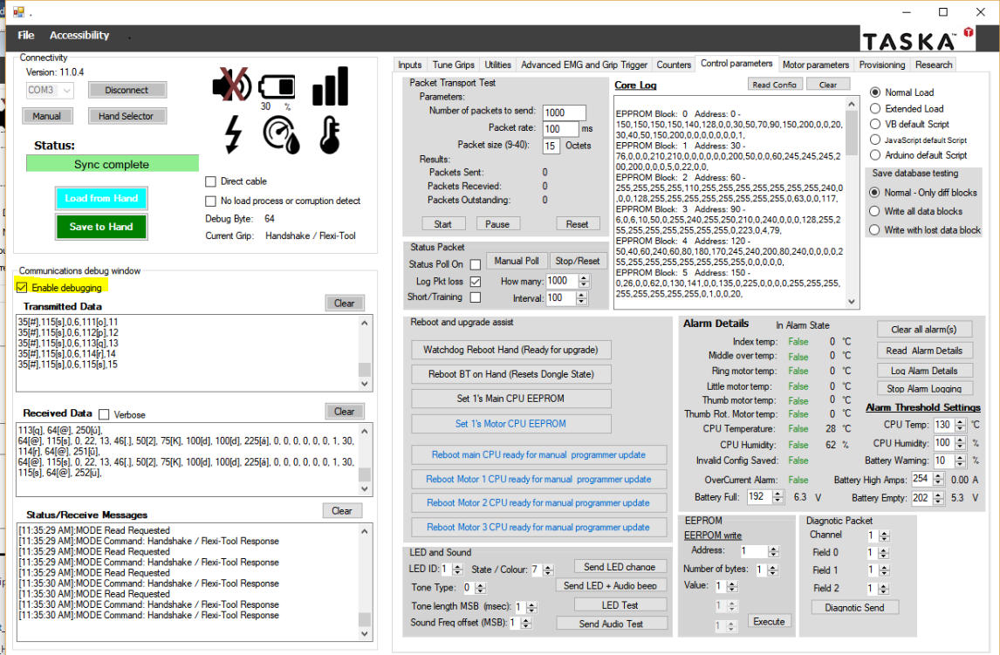 File Accessibility
TASKA™
Connectivity
Version: 11.0.4
COM3
Disconnect
Manual
Hand Selector
30 %
Status:
Sync complete
Load from Hand
Save to Hand
Direct cable
No load process or corruption detect
Debug Byte: 64
Current Grip: Handshake / Flexi-Tool
Communications debug window
Enable debugging
Transmitted Data
Clear
35[#],115[s],0,6,111[o],11
35[#],115[s],0,6,112[p],12
35[#],115[s],0,6,113[q],13
35[#],115[s],0,6,114[r],14
35[#],115[s],0,6,115[s],15
Received Data
Verbose
Clear
113[q], 64[@], 250[ú],
64[@], 115[s], 0, 22, 13, 46[.], 50[2], 75[K], 100[d], 100[d], 225[á], 0, 0, 0, 0, 0, 0, 1, 30,
114[r], 64[@], 251[û],
64[@], 115[s], 0, 22, 13, 46[.], 50[2], 75[K], 100[d], 100[d], 225[á], 0, 0, 0, 0, 0, 0, 1, 30,
115[s], 64[@], 252[ü],
Status/Receive Messages
Clear
[11:35:29 AM]:MODE Read Requested
[11:35:29 AM]:MODE Command: Handshake / Flexi-Tool Response
[11:35:29 AM]:MODE Read Requested
[11:35:29 AM]:MODE Command: Handshake / Flexi-Tool Response
[11:35:29 AM]:MODE Read Requested
[11:35:30 AM]:MODE Command: Handshake / Flexi-Tool Response
[11:35:30 AM]:MODE Read Requested
[11:35:30 AM]:MODE Command: Handshake / Flexi-Tool Response
[11:35:30 AM]:MODE Command: Handshake / Flexi-Tool Response
Inputs Tune Grips Utilities Advanced EMG and Grip Trigger Counters Control parameters Motor parameters Provisioning Research
Packet Transport Test
Parameters:
Number of packets to send: 1000
Packet rate: 100 ms
Packet size (9-40): 15 Octets
Results:
Packets Sent: 0
Packets Recevied: 0
Packets Outstanding: 0
Start
Pause
Reset
Status Packet
Status Poll On
Manual Poll
Stop/Reset
Log Pkt loss
How many: 1000
Short/Training
Interval: 100
Core Log
Read Config
Clear
EPPROM Block: 0 Address: 0 -
150,150,150,150,140,128,0,0,30,50,70,90,150,200,0,0,20,
30,40,50,150,200,0,0,0,0,0,0,0,1,
EPPROM Block: 1 Address: 30 -
76,0,0,0,210,210,0,0,0,0,0,0,200,50,0,0,60,245,245,245,2
00,200,0,0,0,5,0,22,0,0,
EPPROM Block: 2 Address: 60 -
255,255,255,255,110,255,255,255,255,255,255,255,240,0
,0,0,128,255,255,255,255,255,255,255,255,0,63,0,0,117,
EPPROM Block: 3 Address: 90 -
6,0,6,10,50,0,255,240,255,250,210,0,240,0,0,0,128,255,2
55,255,255,255,255,255,255,0,223,0,4,79,
EPPROM Block: 4 Address: 120 -
50,40,60,240,60,80,180,170,245,240,200,80,240,0,0,0,0,2
55,255,255,255,255,255,255,255,0,0,0,0,0,
EPPROM Block: 5 Address: 150 -
0,26,0,0,62,0,130,141,0,0,135,0,225,0,0,0,0,255,255,255,
255,255,255,255,255,0,1,0,0,20,
Normal Load
Extended Load
VB default Script
JavaScript default Script
Arduino default Script
Save database testing
Normal - Only diff blocks
Write all data blocks
Write with lost data block
Reboot and upgrade assist
Watchdog Reboot Hand (Ready for upgrade)
Reboot BT on Hand (Resets Dongle State)
Set 1's Main CPU EEPROM
Set 1's Motor CPU EEPROM
Reboot main CPU ready for manual programmer update
Reboot Motor 1 CPU ready for manual programmer update
Reboot Motor 2 CPU ready for manual programmer update
Reboot Motor 3 CPU ready for manual programmer update
LED and Sound
LED ID: 1 State / Colour: 7
Send LED change
Tone Type: 0
Send LED + Audio beep
Tone length MSB (msec): 1
LED Test
Sound Freq offset (MSB): 1
Send Audio Test
Alarm Details In Alarm State
Index temp: False 0 °C
Middle over temp: False 0 °C
Ring motor temp: False 0 °C
Little motor temp: False 0 °C
Thumb motor temp: False 0 °C
Thumb Rot. Motor temp: False 0 °C
CPU Temperature: False 28 °C
CPU Humidity: False 62 %
Invalid Config Saved: False
OverCurrent Alarm: False
Battery Full: 192 6.3 V
Clear all alarm(s)
Read Alarm Details
Log Alarm Details
Stop Alarm Logging
Alarm Threshold Settings
CPU Temp: 130 °C
CPU Humidity: 100 %
Battery Warning: 10 %
Battery High Amps: 254 0.00 A
Battery Empty: 202 5.3 V
EEPROM
EERPOM write
Address: 1
Number of bytes: 1
Value: 1
1
1
Execute
Diagnostic Packet
Channel 1
Field 0 1
Field 1 1
Field 2 1
Diagnostic Send